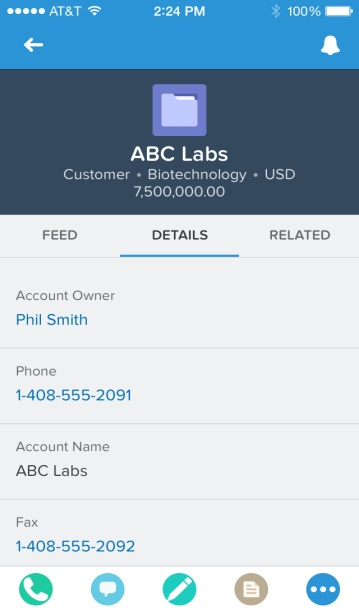 AT&T 2:24 PM 100%
ABC Labs
Customer • Biotechnology • USD
7,500,000.00
FEED DETAILS RELATED
Account Owner
Phil Smith
Phone
1-408-555-2091
Account Name
ABC Labs
Fax
1-408-555-2092